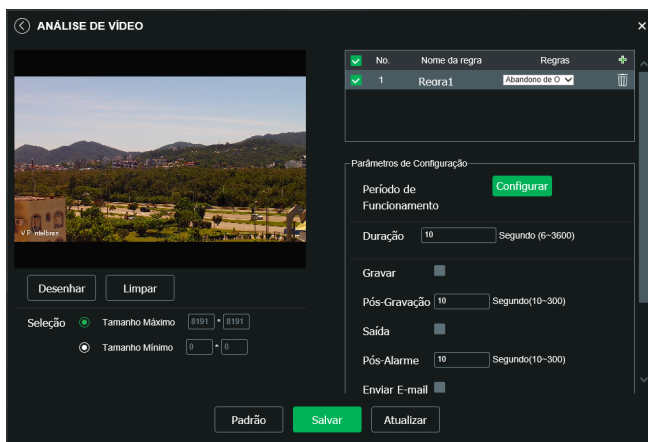 ANÁLISE DE VÍDEO
No. Nome da regra Regras
1 Regra1 Abandono de O
VIP Intelbras
Desenhar Limpar
Seleção Tamanho Máximo 8191 * 8191
Tamanho Mínimo 0 * 0
Parâmetros de Configuração
Período de
Funcionamento
Configurar
Duração 10 Segundo (6~3600)
Gravar
Pós-Gravação 10 Segundo(10~300)
Saída
Pós-Alarme 10 Segundo(10~300)
Enviar E-mail
Padrão Salvar Atualizar